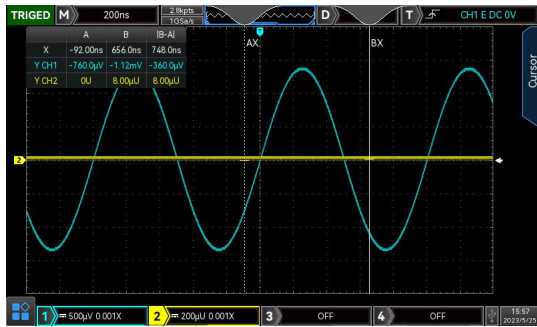 TRIGED M 200ns 2.8kpts 1GSa/s D T CH1 E DC 0V
A B |B-A|
X -92.00ns 656.0ns 748.0ns
Y CH1 -760.0μV -1.12mV -360.0μV
Y CH2 0U 8.00μU 8.00μU
AX BX
Cursor
2
1 500μV 0.001X 2 200μU 0.001X 3 OFF 4 OFF 15:57
2023/5/25